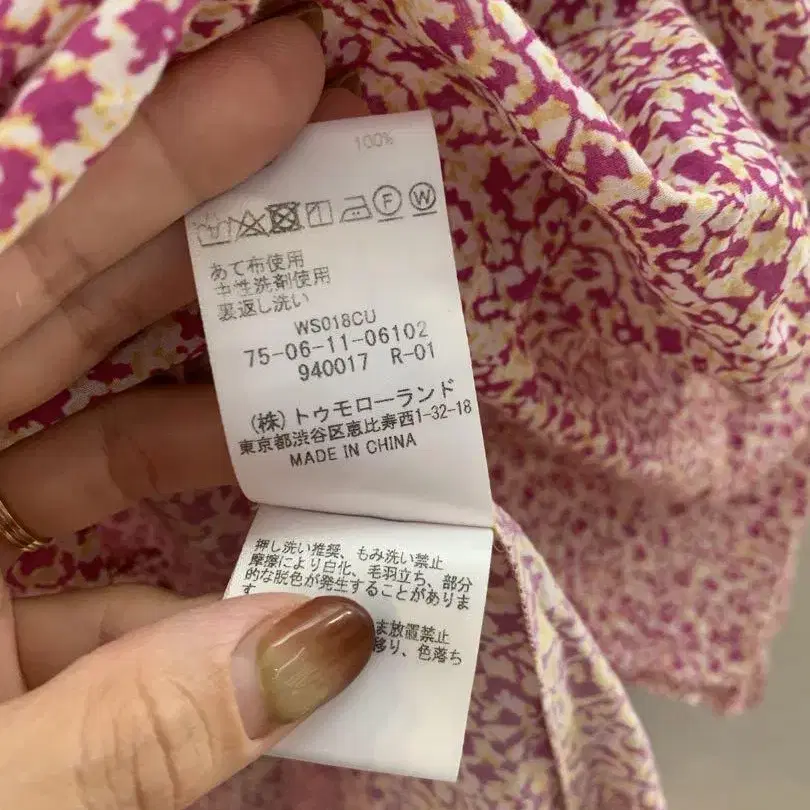 100%
F W
あて布使用
中性洗剤使用
裏返し洗い
WS018CU
75-06-11-06102
940017 R-01
(株)トゥモローランド
東京都渋谷区恵比寿西1-32-18
MADE IN CHINA
押し洗い推奨、もみ洗い禁止
摩擦により白化、毛羽立ち、部分
的な脱色が発生することがありま
す
ま放置禁止
移り、色落ち